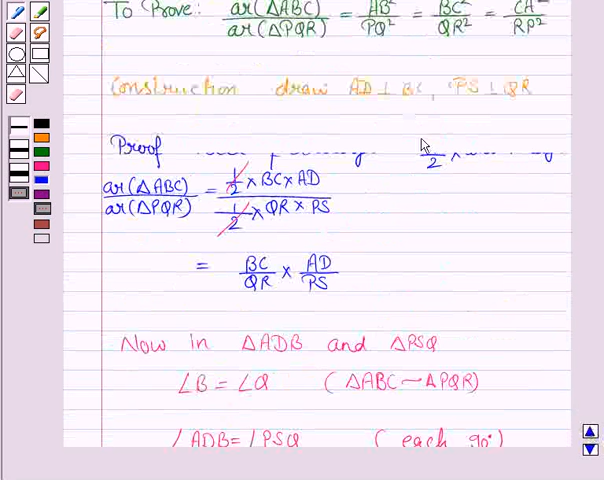 To Prove: ar(ΔABC)/ar(ΔPQR) = AB²/PQ² = BC²/QR² = CA²/RP²
Construction draw AD ⊥ BC, PS ⊥ QR
Proof
ar(ΔABC)/ar(ΔPQR) = (1/2 × BC × AD)/(1/2 × QR × PS)
= BC/QR × AD/PS
Now in ΔADB and ΔPSQ
∠B = ∠Q (ΔABC ~ ΔPQR)
∠ADB = ∠PSQ (each 90°)